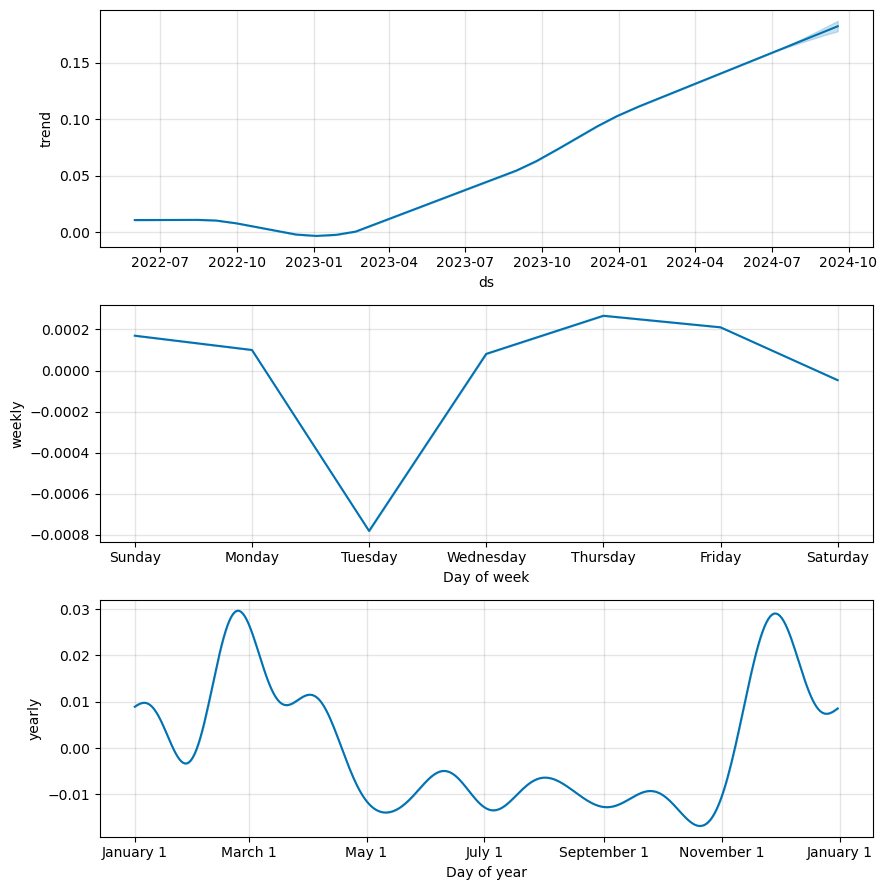 trend
0.15
0.10
0.05
0.00
2022-07 2022-10 2023-01 2023-04 2023-07 2023-10 2024-01 2024-04 2024-07 2024-10
ds
weekly
0.0002
0.0000
−0.0002
−0.0004
−0.0006
−0.0008
Sunday Monday Tuesday Wednesday Thursday Friday Saturday
Day of week
yearly
0.03
0.02
0.01
0.00
−0.01
January 1 March 1 May 1 July 1 September 1 November 1 January 1
Day of year